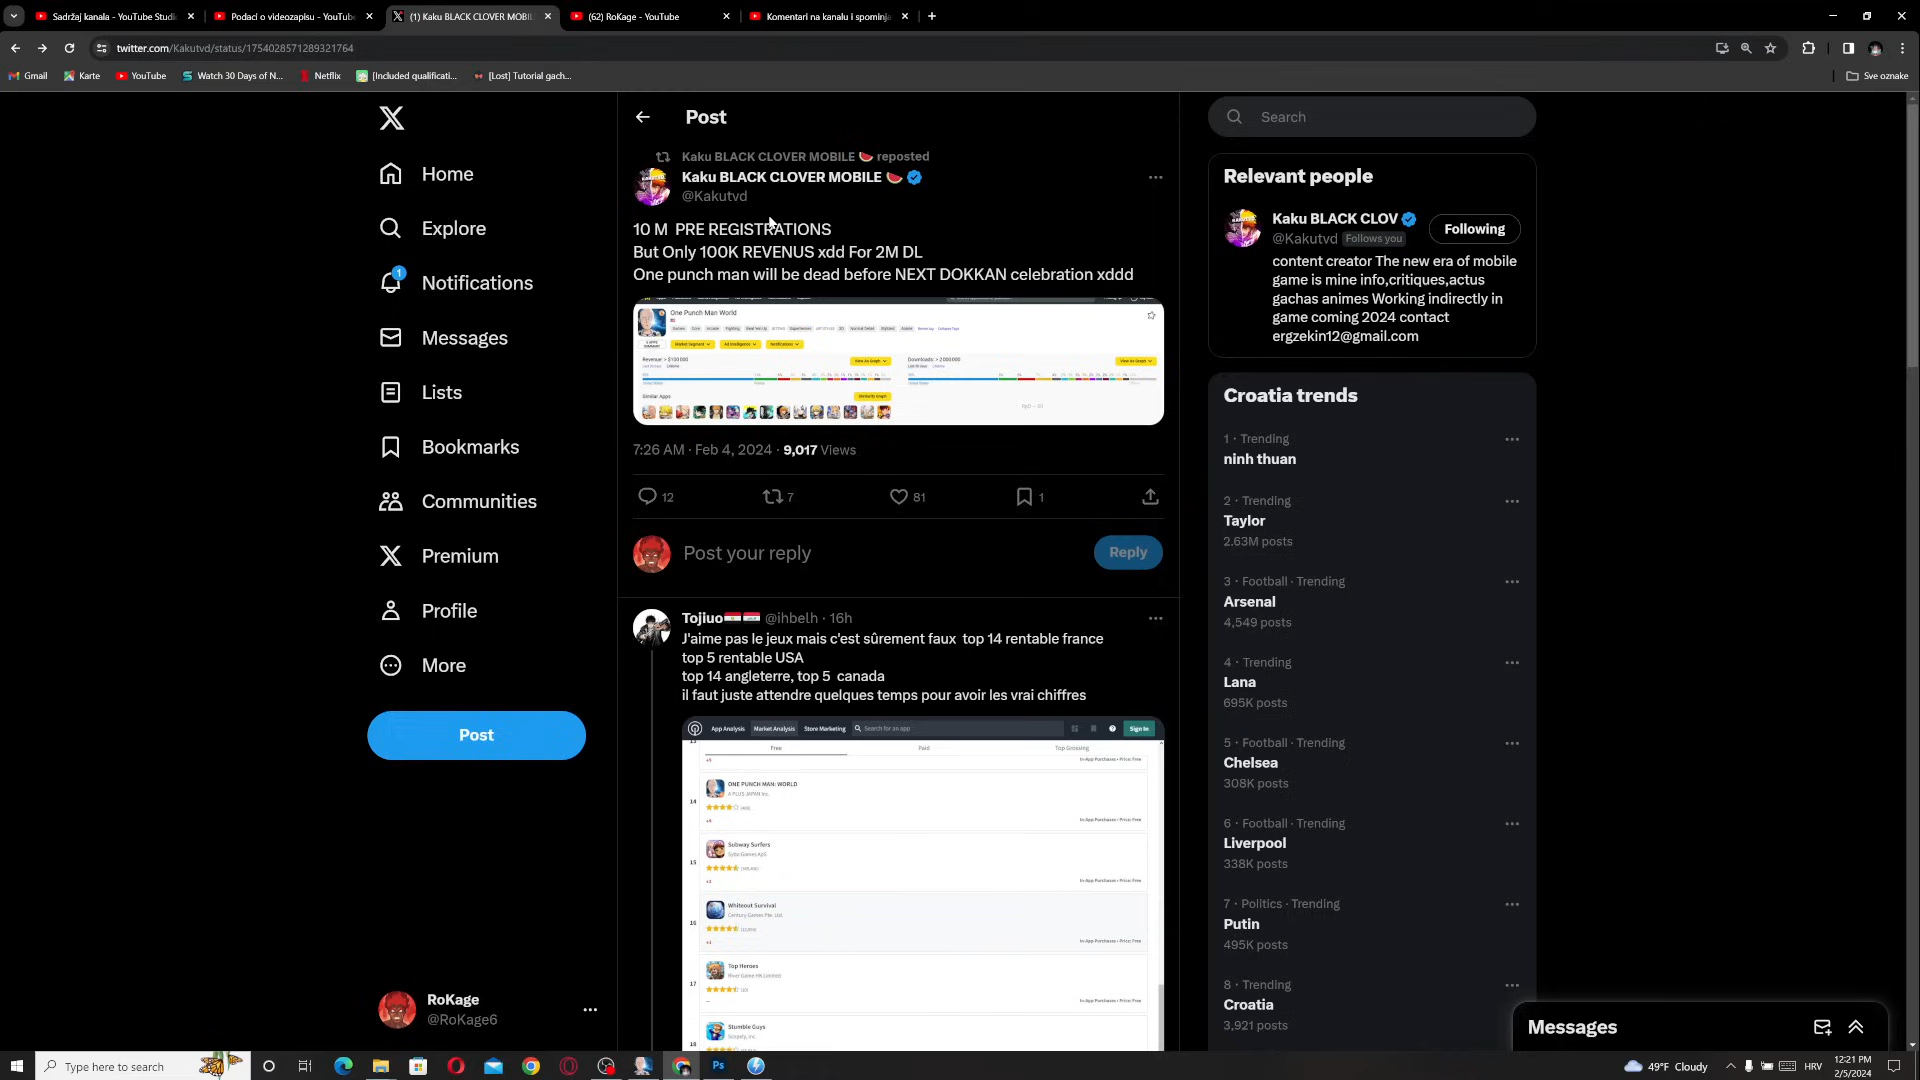 Sadržaj kanala - YouTube Studi
Podaci o videozapisu - YouTube
(1) Kaku BLACK CLOVER MOBIL
(62) RoKage - YouTube
Komentari na kanalu i spominja
twitter.com/Kakutvd/status/1754028571289321764
Gmail
Karte
YouTube
Watch 30 Days of N...
Netflix
[Included qualificati...
[Lost] Tutorial gach...
Sve oznake
Home
Explore
1
Notifications
Messages
Lists
Bookmarks
Communities
Premium
Profile
More
Post
RoKage
@RoKage6
Post
Kaku BLACK CLOVER MOBILE 🍉 reposted
Kaku BLACK CLOVER MOBILE 🍉
@Kakutvd
10 M PRE REGISTRATIONS
But Only 100K REVENUS xdd For 2M DL
One punch man will be dead before NEXT DOKKAN celebration xddd
One Punch Man World
Market Segment
Ad Intelligence
Notifications
Revenue: > $100 000
View As Graph
Downloads: > 2 000 000
View As Graph
Similar Apps
Similarity Graph
7:26 AM · Feb 4, 2024 · 9,017 Views
12
7
81
1
Post your reply
Reply
Tojiuo @ihbelh · 16h
J'aime pas le jeux mais c'est sûrement faux top 14 rentable france
top 5 rentable USA
top 14 angleterre, top 5 canada
il faut juste attendre quelques temps pour avoir les vrai chiffres
App Analysis
Market Analysis
Store Marketing
Search for an app
Sign In
Free
Paid
Top Grossing
In-App Purchases • Price: Free
14
ONE PUNCH MAN: WORLD
A PLUS JAPAN Inc.
In-App Purchases • Price: Free
15
Subway Surfers
Sybo Games ApS
In-App Purchases • Price: Free
16
Whiteout Survival
Century Games Pte. Ltd.
In-App Purchases • Price: Free
17
Top Heroes
River Game HK Limited
In-App Purchases • Price: Free
18
Stumble Guys
Scopely, Inc.
Search
Relevant people
Kaku BLACK CLOV
@Kakutvd Follows you
Following
content creator The new era of mobile
game is mine info,critiques,actus
gachas animes Working indirectly in
game coming 2024 contact
ergzekin12@gmail.com
Croatia trends
1 · Trending
ninh thuan
2 · Trending
Taylor
2.63M posts
3 · Football · Trending
Arsenal
4,549 posts
4 · Trending
Lana
695K posts
5 · Football · Trending
Chelsea
308K posts
6 · Football · Trending
Liverpool
338K posts
7 · Politics · Trending
Putin
495K posts
8 · Trending
Croatia
3,921 posts
Messages
Type here to search
Ps
49°F Cloudy
HRV
12:21 PM
2/5/2024